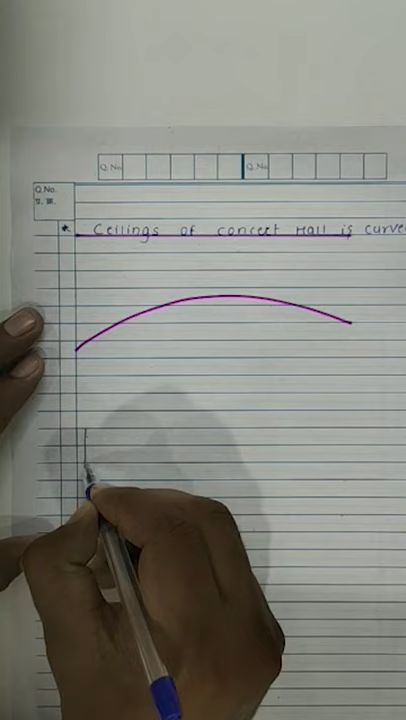 Q.No. Q.No.
Q.No.
प्र.क्र.
* Ceilings of concert Hall is curve